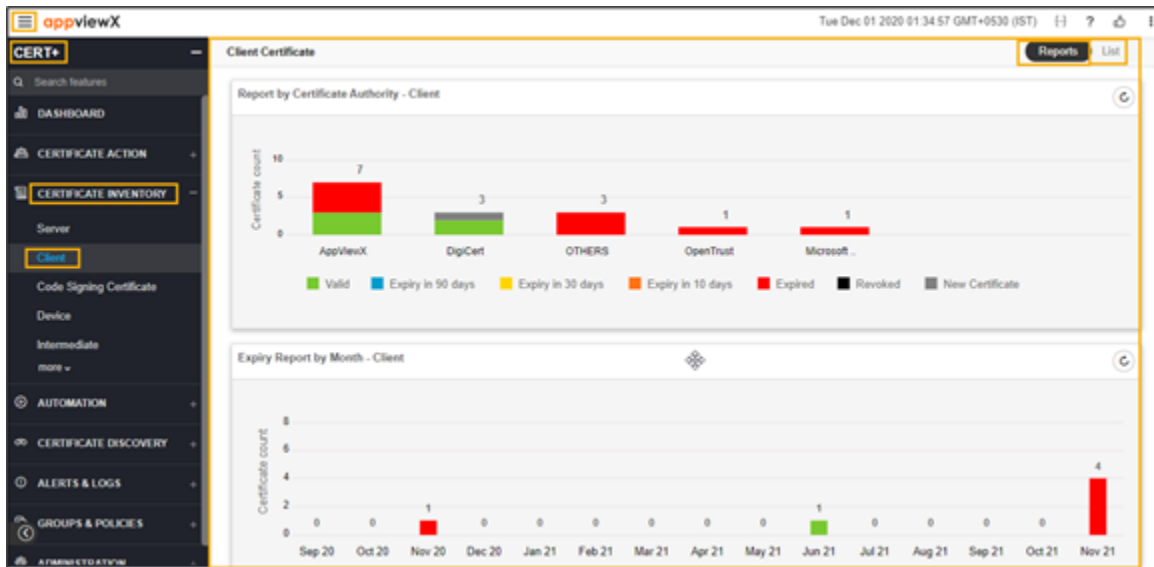 appviewX
Tue Dec 01 2020 01:34:57 GMT+0530 (IST)
?
CERT+
Client Certificate
Reports
List
Search features
DASHBOARD
CERTIFICATE ACTION
CERTIFICATE INVENTORY
Server
Client
Code Signing Certificate
Device
Intermediate
more
AUTOMATION
CERTIFICATE DISCOVERY
ALERTS & LOGS
GROUPS & POLICIES
ADMINISTRATION
Report by Certificate Authority - Client
Certificate count
10
5
0
7 3 3 1 1
AppViewX DigiCert OTHERS OpenTrust Microsoft ..
Valid Expiry in 90 days Expiry in 30 days Expiry in 10 days Expired Revoked New Certificate
Expiry Report by Month - Client
Certificate count
8
6
4
2
0
0 0 1 0 0 0 0 0 0 1 0 0 0 0 4
Sep 20 Oct 20 Nov 20 Dec 20 Jan 21 Feb 21 Mar 21 Apr 21 May 21 Jun 21 Jul 21 Aug 21 Sep 21 Oct 21 Nov 21